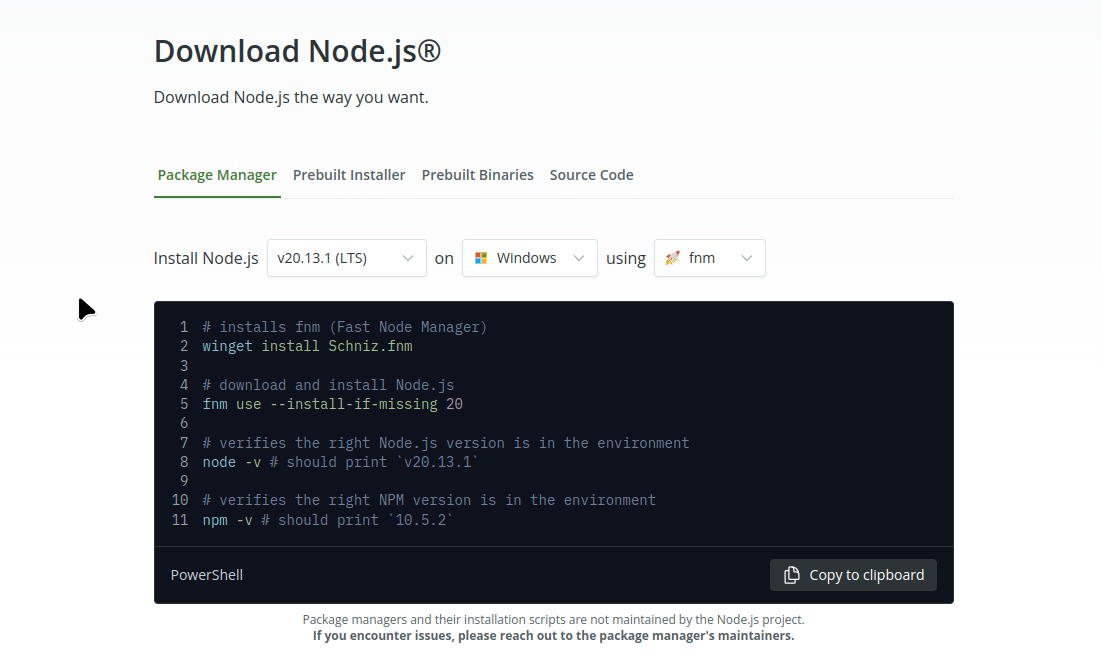 Download Node.js®
Download Node.js the way you want.
Package Manager Prebuilt Installer Prebuilt Binaries Source Code
Install Node.js v20.13.1 (LTS) on Windows using fnm
1 # installs fnm (Fast Node Manager)
2 winget install Schniz.fnm
3
4 # download and install Node.js
5 fnm use --install-if-missing 20
6
7 # verifies the right Node.js version is in the environment
8 node -v # should print `v20.13.1`
9
10 # verifies the right NPM version is in the environment
11 npm -v # should print `10.5.2`
PowerShell Copy to clipboard
Package managers and their installation scripts are not maintained by the Node.js project.
If you encounter issues, please reach out to the package manager's maintainers.